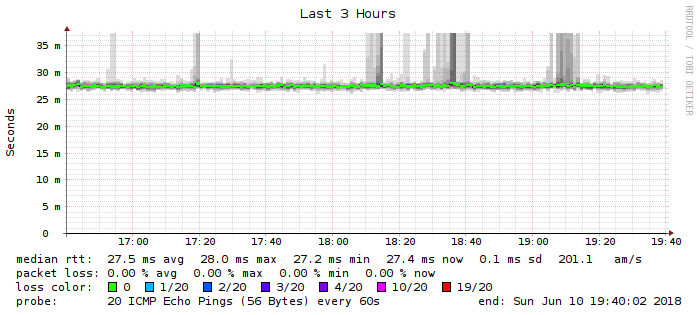 Last 3 Hours
RRDTOOL / TOBI OETIKER
Seconds
35 m
30 m
25 m
20 m
15 m
10 m
5 m
0
17:00 17:20 17:40 18:00 18:20 18:40 19:00 19:20 19:40
median rtt: 27.5 ms avg 28.0 ms max 27.2 ms min 27.4 ms now 0.1 ms sd 201.1 am/s
packet loss: 0.00 % avg 0.00 % max 0.00 % min 0.00 % now
loss color: 0 1/20 2/20 3/20 4/20 10/20 19/20
probe: 20 ICMP Echo Pings (56 Bytes) every 60s end: Sun Jun 10 19:40:02 2018